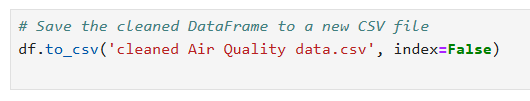 # Save the cleaned DataFrame to a new CSV file
df.to_csv('cleaned Air Quality data.csv', index=False)